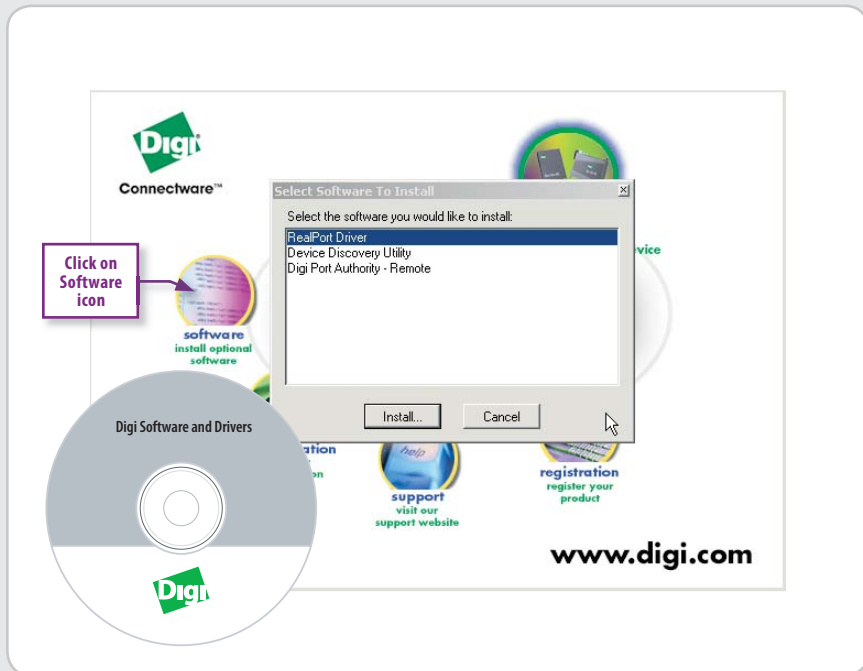 Digi
Connectware™
Select Software To Install
Select the software you would like to install:
RealPort Driver
Device Discovery Utility
Digi Port Authority - Remote
Install...
Cancel
vice
Click on
Software
icon
software
install optional
software
Digi Software and Drivers
ation
on
help
support
visit our
support website
registration
register your
product
www.digi.com
Digi